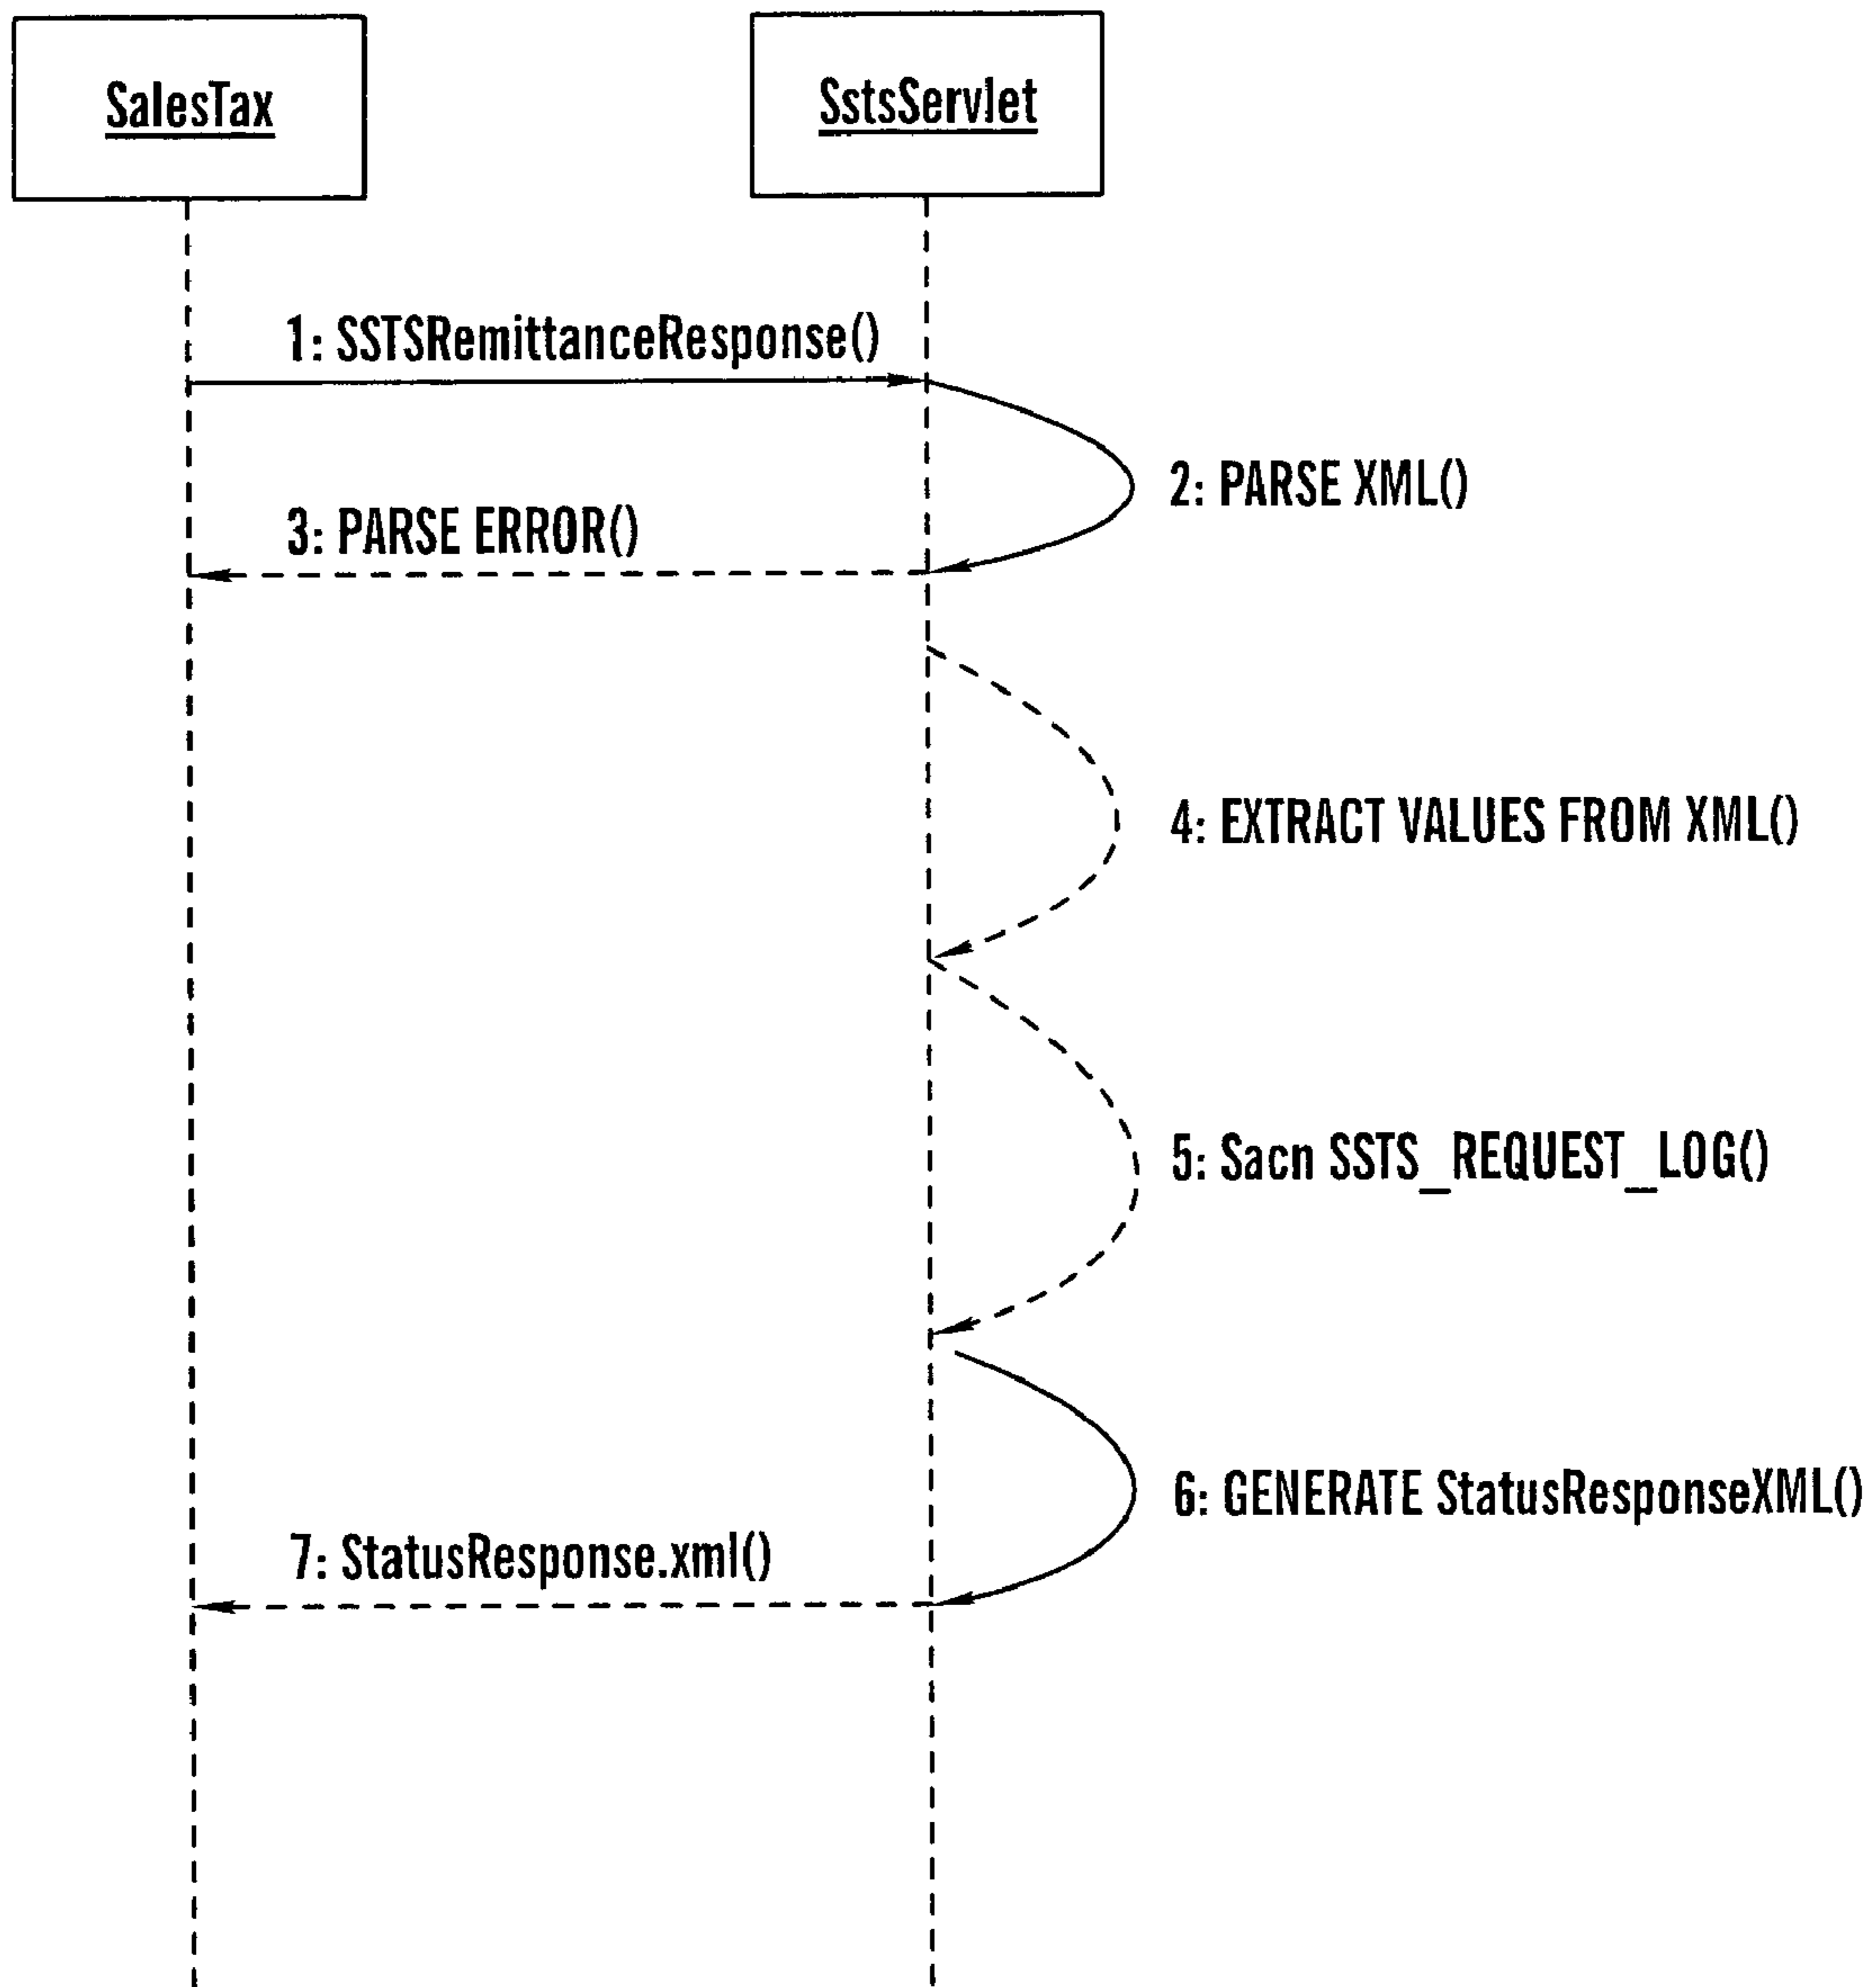 SalesTax
SstsServlet
1: SSTSRemittanceResponse()
2: PARSE XML()
3: PARSE ERROR()
4: EXTRACT VALUES FROM XML()
5: Sacn SSTS_REQUEST_LOG()
6: GENERATE StatusResponseXML()
7: StatusResponse.xml()